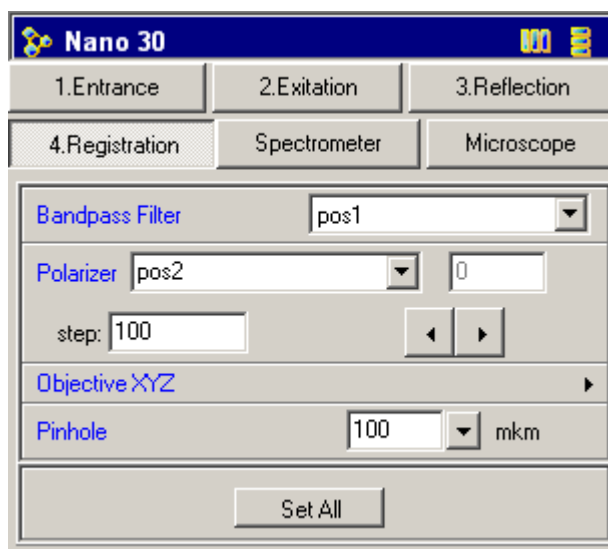 Nano 30
1.Entrance 2.Exitation 3.Reflection
4.Registration Spectrometer Microscope
Bandpass Filter pos1
Polarizer pos2 0
step: 100
Objective XYZ
Pinhole 100 mkm
Set All